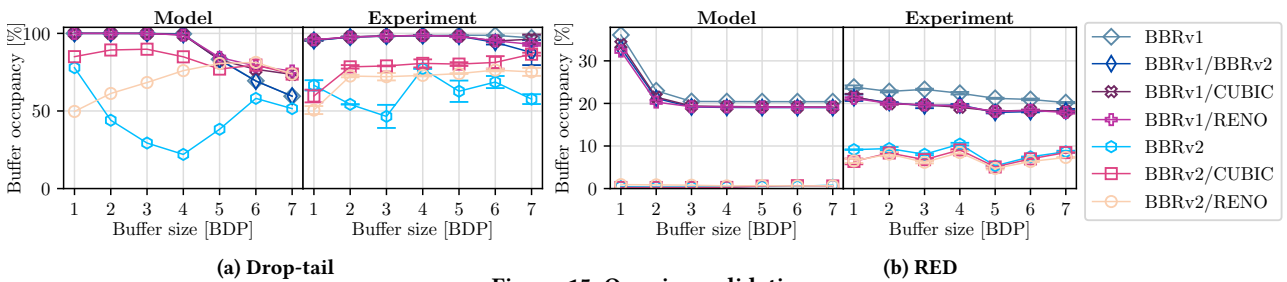 Model
Experiment
Buffer occupancy [%]
100
50
0
1 2 3 4 5 6 7
1 2 3 4 5 6 7
Buffer size [BDP]
Buffer size [BDP]
(a) Drop-tail
Model
Experiment
Buffer occupancy [%]
30
20
10
0
1 2 3 4 5 6 7
1 2 3 4 5 6 7
Buffer size [BDP]
Buffer size [BDP]
(b) RED
BBRv1
BBRv1/BBRv2
BBRv1/CUBIC
BBRv1/RENO
BBRv2
BBRv2/CUBIC
BBRv2/RENO